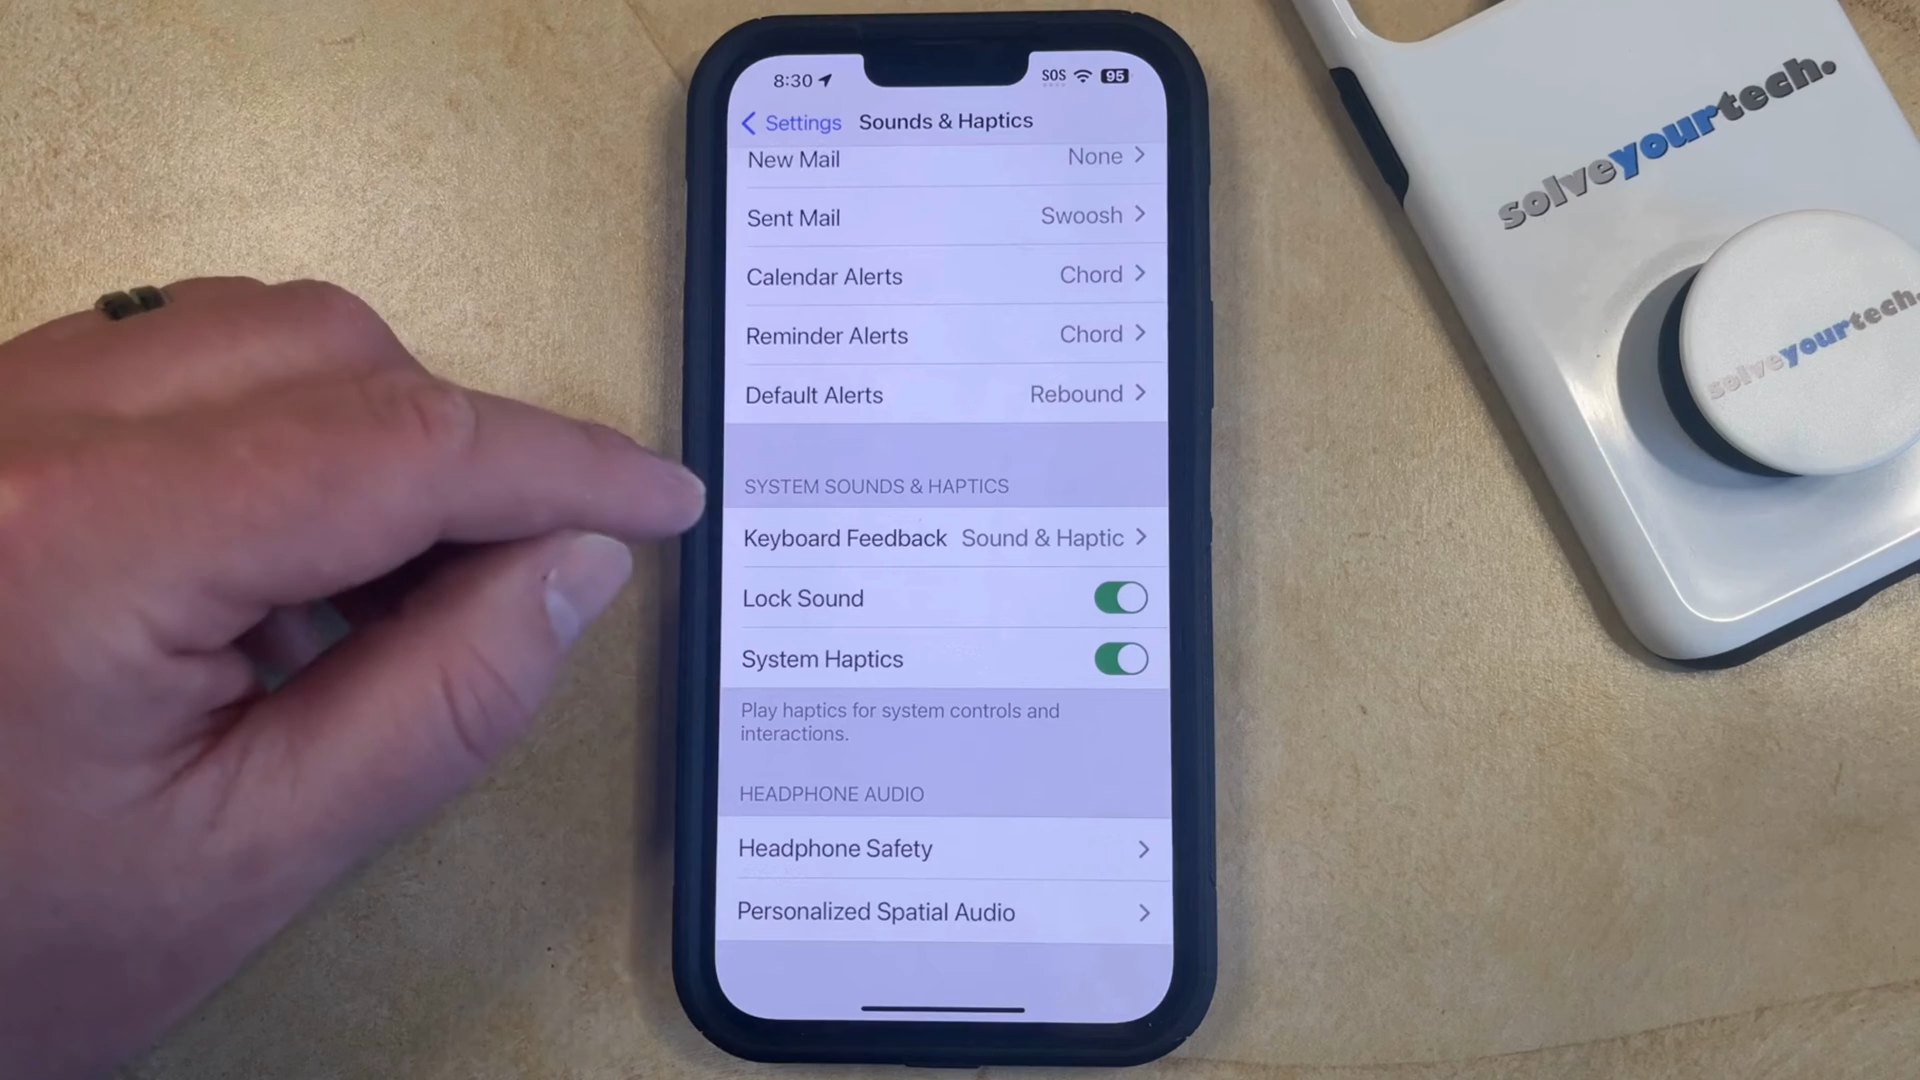 8:30
SOS 95
Settings Sounds & Haptics
New Mail None
Sent Mail Swoosh
Calendar Alerts Chord
Reminder Alerts Chord
Default Alerts Rebound
SYSTEM SOUNDS & HAPTICS
Keyboard Feedback Sound & Haptic
Lock Sound
System Haptics
Play haptics for system controls and
interactions.
HEADPHONE AUDIO
Headphone Safety
Personalized Spatial Audio
solveyourtech.
solveyourtech.